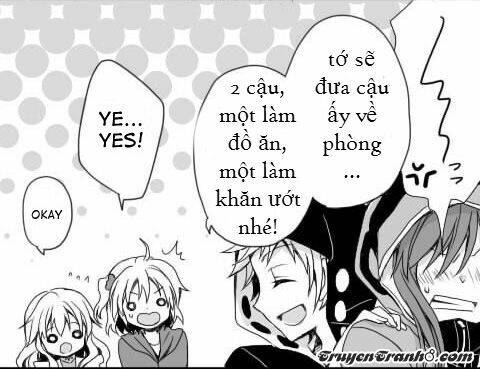 tớ sẽ
đưa cậu
ấy về
phòng
...
2 cậu,
một làm
đồ ăn,
một làm
khăn ướt
nhé!
YE...
YES!
OKAY
TruyenTranh8.com